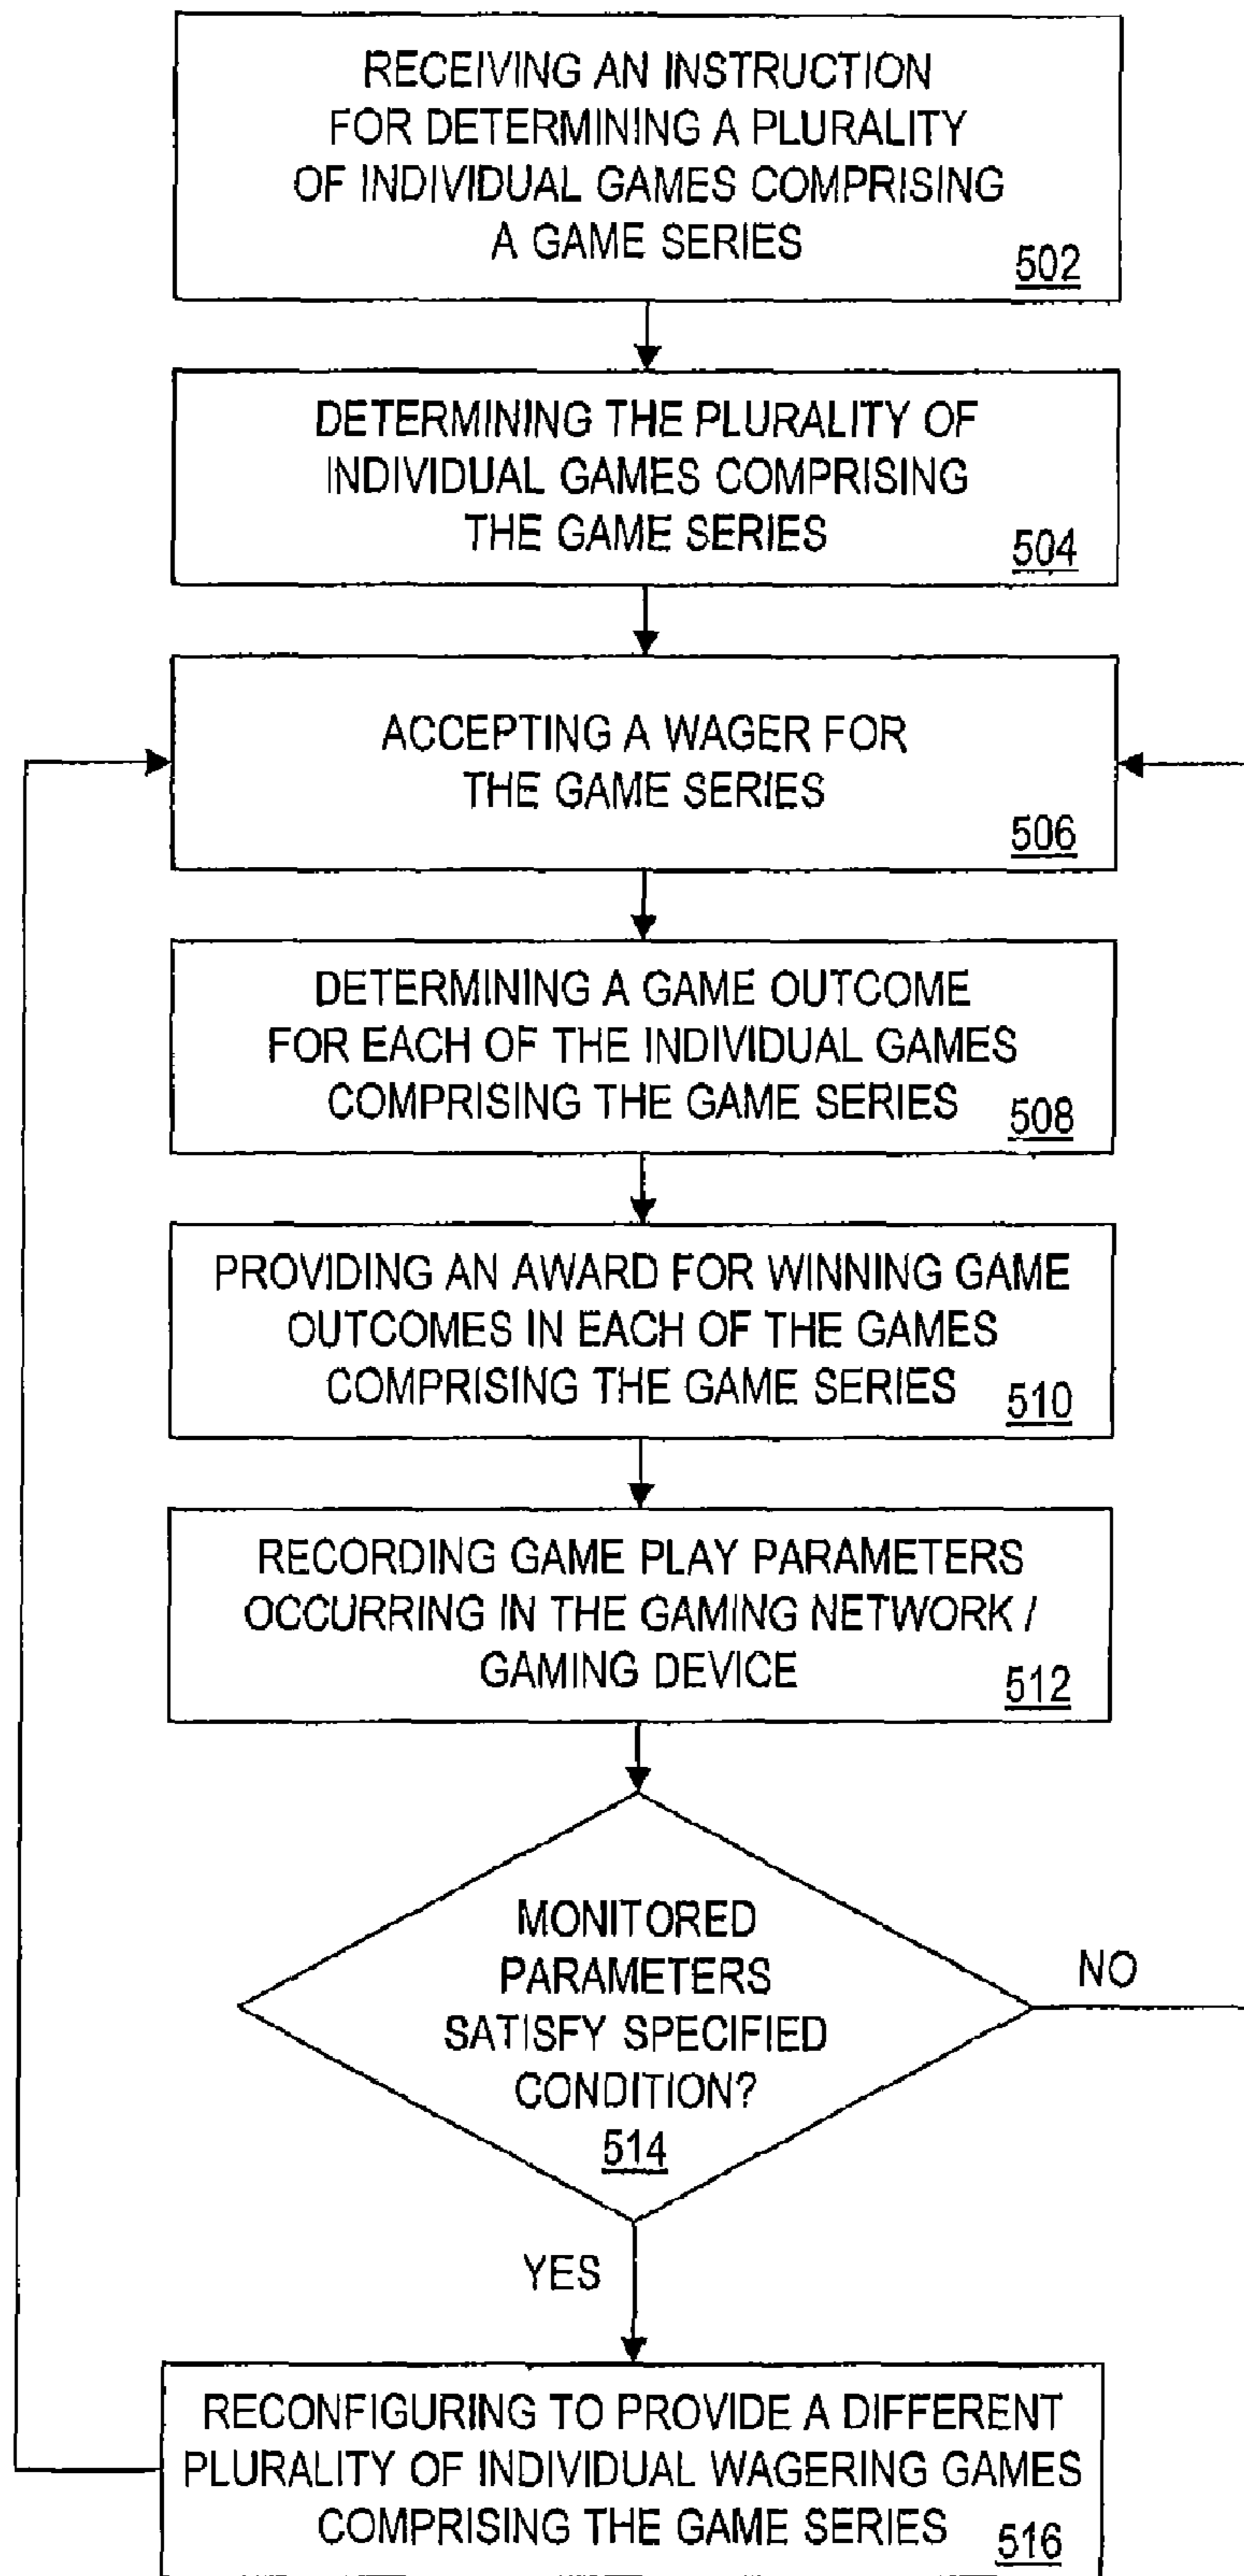 RECEIVING AN INSTRUCTION
FOR DETERMINING A PLURALITY
OF INDIVIDUAL GAMES COMPRISING
A GAME SERIES
502
DETERMINING THE PLURALITY OF
INDIVIDUAL GAMES COMPRISING
THE GAME SERIES
504
ACCEPTING A WAGER FOR
THE GAME SERIES
506
DETERMINING A GAME OUTCOME
FOR EACH OF THE INDIVIDUAL GAMES
COMPRISING THE GAME SERIES
508
PROVIDING AN AWARD FOR WINNING GAME
OUTCOMES IN EACH OF THE GAMES
COMPRISING THE GAME SERIES
510
RECORDING GAME PLAY PARAMETERS
OCCURRING IN THE GAMING NETWORK /
GAMING DEVICE
512
MONITORED
PARAMETERS
SATISFY SPECIFIED
CONDITION?
514
NO
YES
RECONFIGURING TO PROVIDE A DIFFERENT
PLURALITY OF INDIVIDUAL WAGERING GAMES
COMPRISING THE GAME SERIES
516